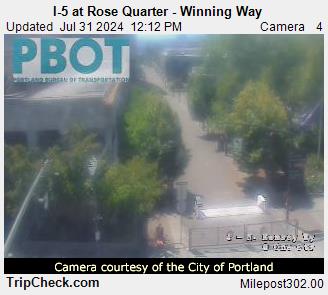 I-5 at Rose Quarter - Winning Way
Updated Jul 31 2024 12:12 PM Camera 4
PBOT
PORTLAND BUREAU OF TRANSPORTATION
Camera courtesy of the City of Portland
TripCheck.com Milepost302.00